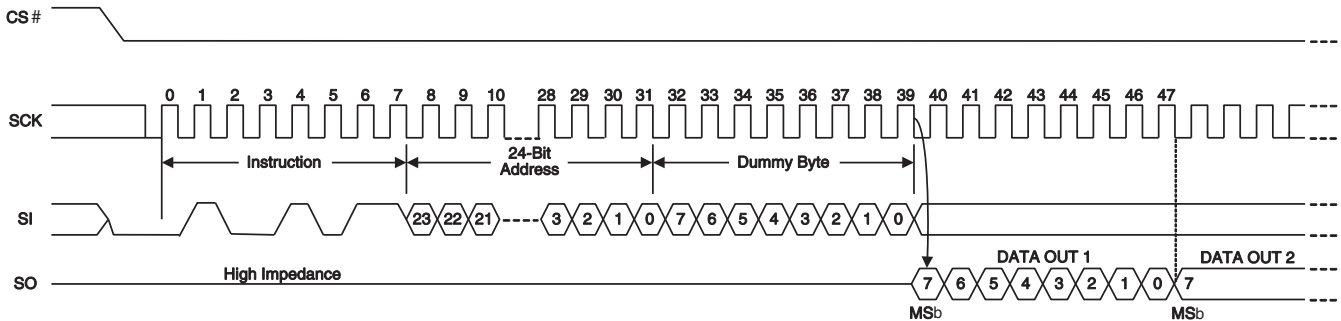 CS #
0 1 2 3 4 5 6 7 8 9 10 28 29 30 31 32 33 34 35 36 37 38 39 40 41 42 43 44 45 46 47
SCK
Instruction
24-Bit
Address
Dummy Byte
SI
23 22 21 3 2 1 0 7 6 5 4 3 2 1 0
High Impedance
DATA OUT 1
DATA OUT 2
SO
7 6 5 4 3 2 1 0 7
MSb
MSb